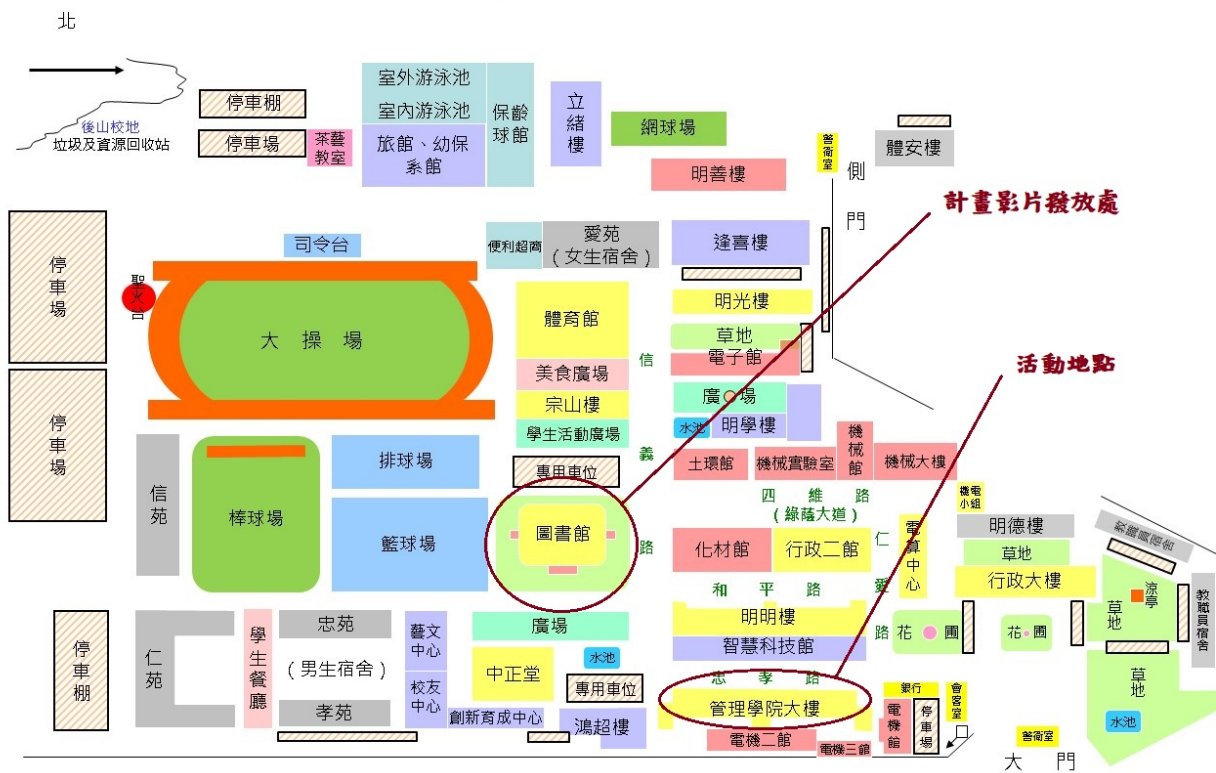 北
後山校地
垃圾及資源回收站
停車棚
停車場
茶藝
教室
室外游泳池
室內游泳池
旅館、幼保
系館
保齡
球館
立緒樓
網球場
明善樓
警衛室
側門
體安樓
計畫影片撥放處
停車場
聖火台
司令台
大操場
便利超商
愛苑
(女生宿舍)
逢喜樓
體育館
明光樓
草地
電子館
美食廣場
宗山樓
學生活動廣場
信義路
廣場
水池
明學樓
活動地點
停車場
信苑
棒球場
排球場
籃球場
專用車位
圖書館
土環館
機械實驗室
機械館
機械大樓
四維路
(綠蔭大道)
化材館
行政二館
仁愛路
電算中心
機電
小組
明德樓
草地
行政大樓
教職員宿舍
涼亭
草地
教職員宿舍
和平路
明明樓
智慧科技館
花圃
花圃
停車棚
仁苑
學生餐廳
忠苑
(男生宿舍)
孝苑
藝文
中心
校友
中心
廣場
中正堂
水池
專用車位
創新育成中心
鴻超樓
忠孝路
管理學院大樓
電機二館
電機三館
銀行
電機館
停車場
會客室
警衛室
大門
草地
水池